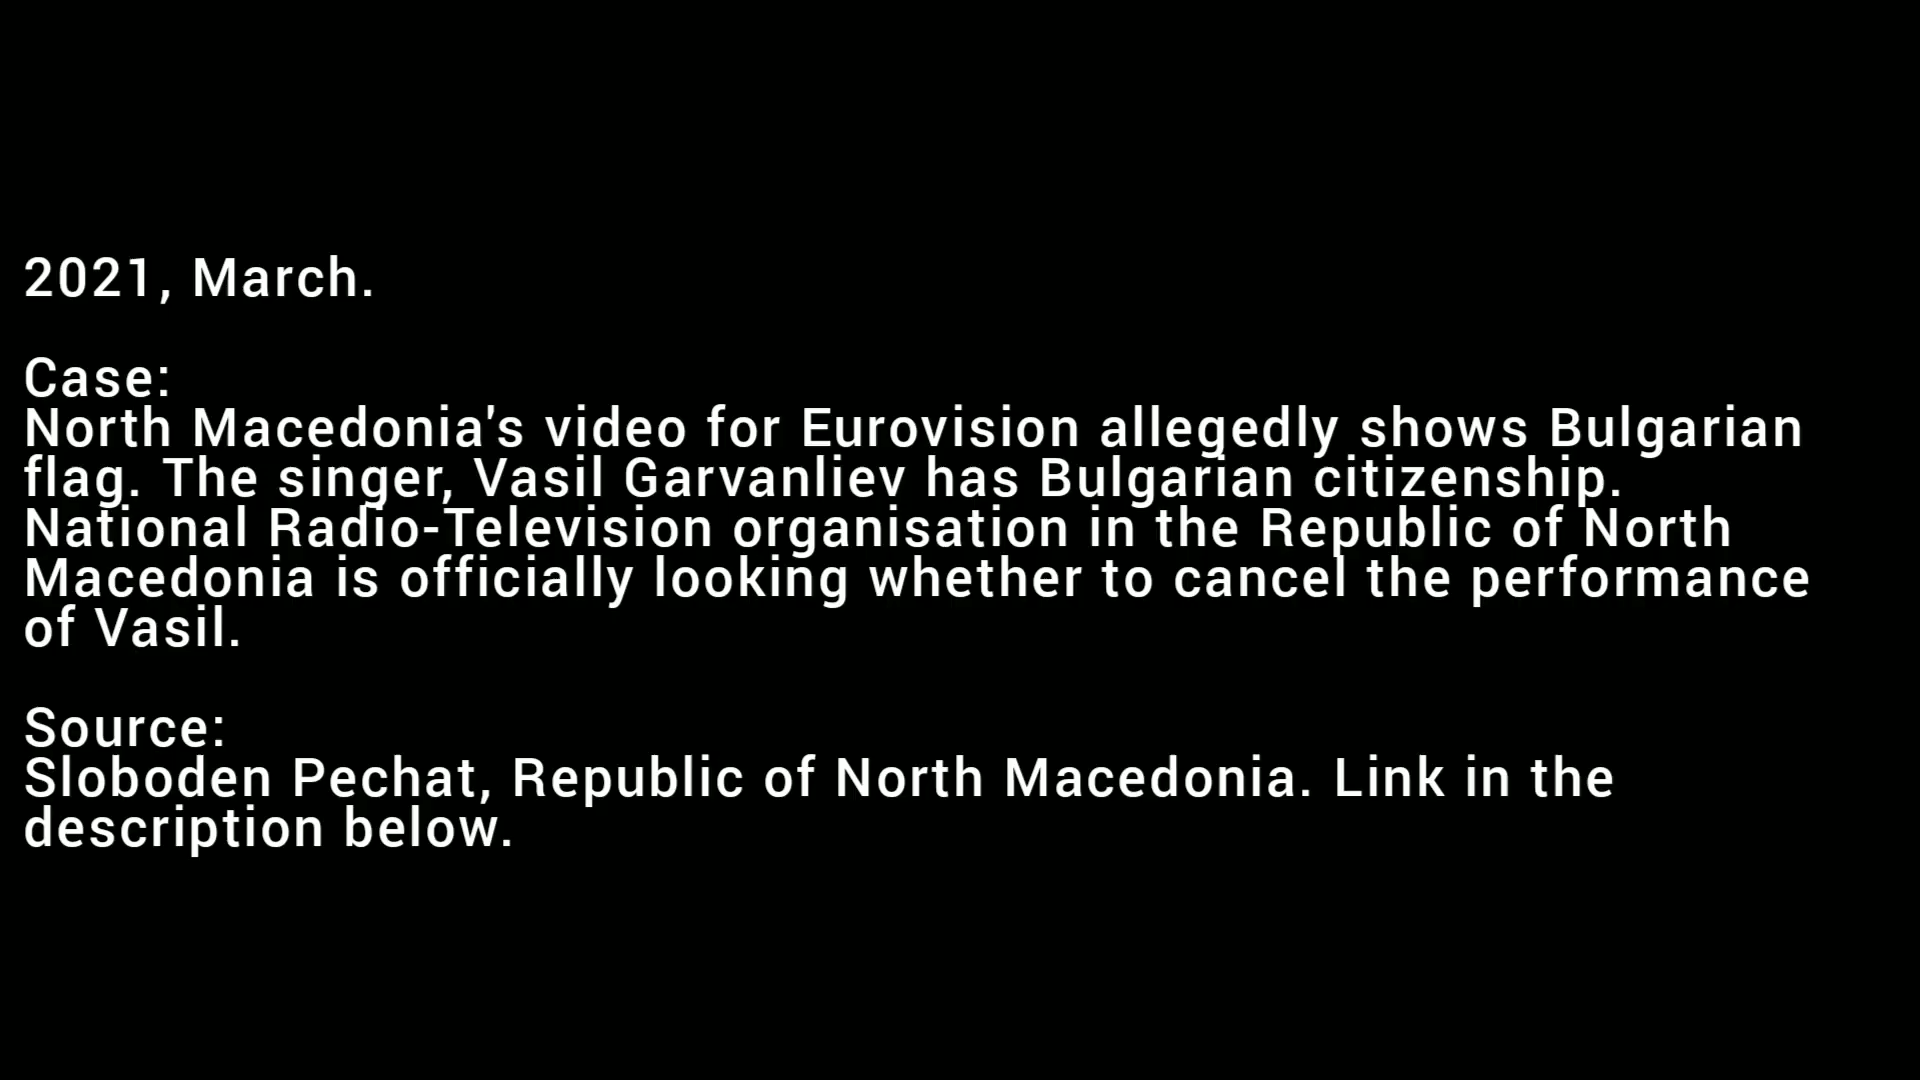 2021, March.
Case:
North Macedonia's video for Eurovision allegedly shows Bulgarian
flag. The singer, Vasil Garvanliev has Bulgarian citizenship.
National Radio-Television organisation in the Republic of North
Macedonia is officially looking whether to cancel the performance
of Vasil.
Source:
Sloboden Pechat, Republic of North Macedonia. Link in the
description below.